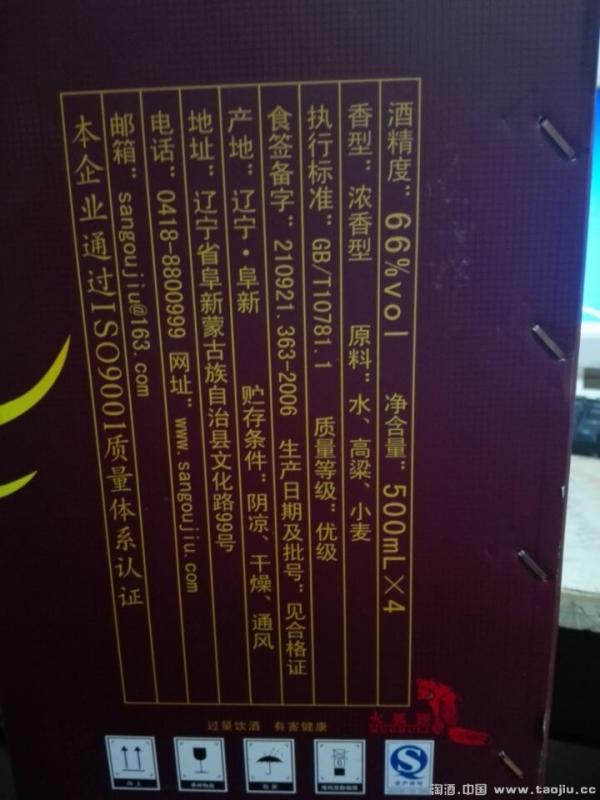 酒精度：66%vol 净含量：500mL×4
香型：浓香型 原料：水、高粱、小麦
执行标准：GB/T10781.1 质量等级：优级
食签备字：210921.363-2006 生产日期及批号：见合格证
产地：辽宁·阜新 贮存条件：阴凉、干燥、通风
地址：辽宁省阜新蒙古族自治县文化路99号
电话：0418-8800999 网址：www.sangoujiu.com
邮箱：sangoujiu@163.com
本企业通过ISO9001质量体系认证
过量饮酒 有害健康
向上
淘酒.中国 www.taojiu.cc